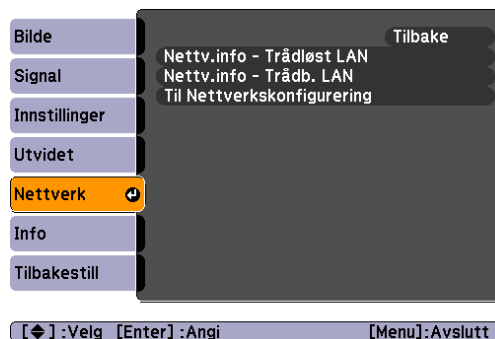 Bilde
Signal
Innstillinger
Utvidet
Nettverk
Info
Tilbakestill
Tilbake
Nettv.info - Trådløst LAN
Nettv.info - Trådb. LAN
Til Nettverkskonfigurering
[◆] :Velg [Enter] :Angi [Menu]:Avslutt